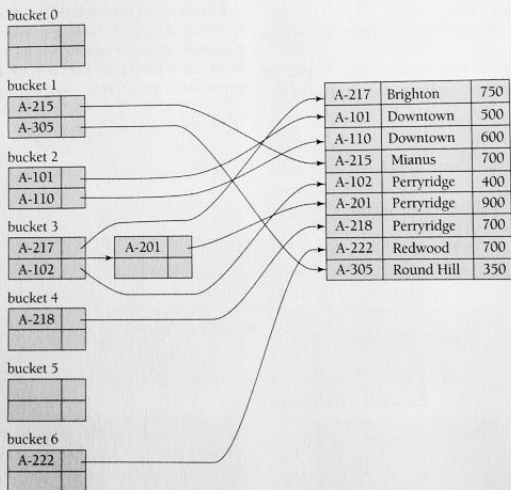 bucket 0
bucket 1
A-215
A-305
bucket 2
A-101
A-110
bucket 3
A-217
A-102
A-201
bucket 4
A-218
bucket 5
bucket 6
A-222
A-217 Brighton 750
A-101 Downtown 500
A-110 Downtown 600
A-215 Mianus 700
A-102 Perryridge 400
A-201 Perryridge 900
A-218 Perryridge 700
A-222 Redwood 700
A-305 Round Hill 350